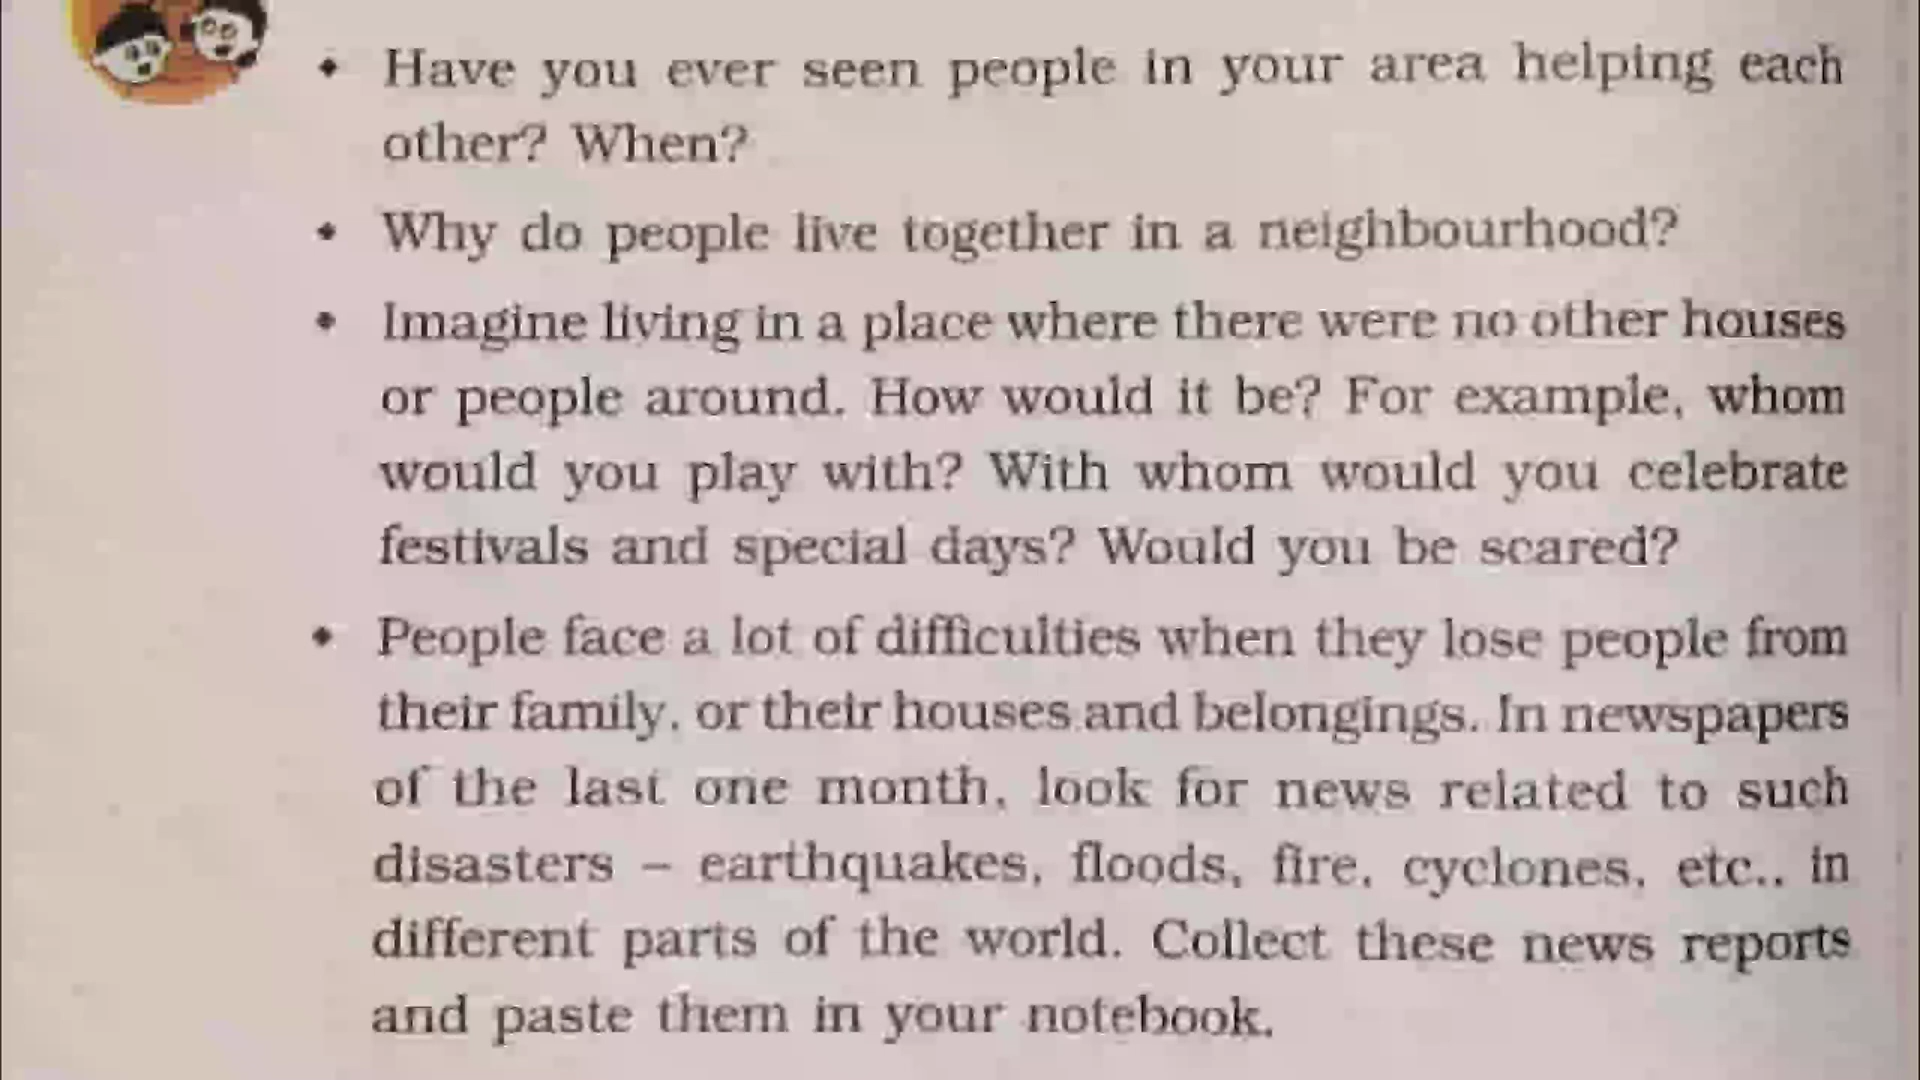 • Have you ever seen people in your area helping each
other? When?
• Why do people live together in a neighbourhood?
• Imagine living in a place where there were no other houses
or people around. How would it be? For example, whom
would you play with? With whom would you celebrate
festivals and special days? Would you be scared?
• People face a lot of difficulties when they lose people from
their family, or their houses and belongings. In newspapers
of the last one month, look for news related to such
disasters – earthquakes, floods, fire, cyclones, etc., in
different parts of the world. Collect these news reports
and paste them in your notebook.